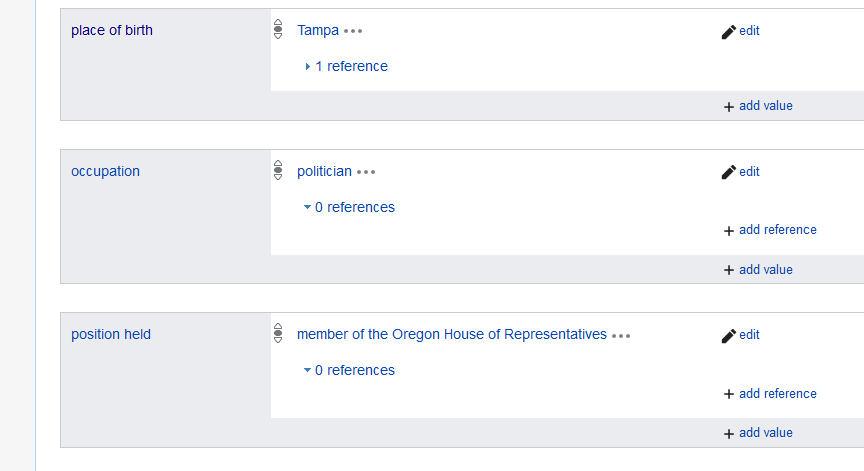 place of birth
Tampa
edit
1 reference
+ add value
occupation
politician
edit
0 references
+ add reference
+ add value
position held
member of the Oregon House of Representatives
edit
0 references
+ add reference
+ add value